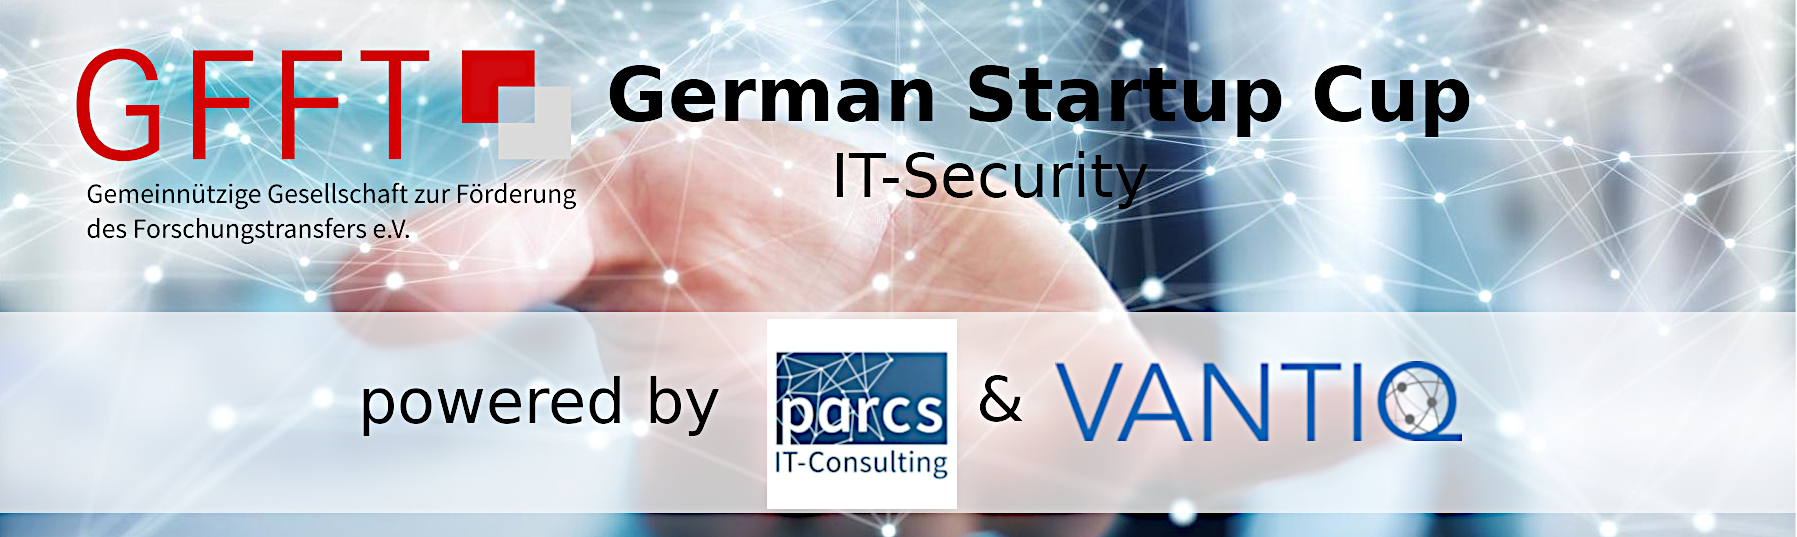 GFFT
Gemeinnützige Gesellschaft zur Förderung
des Forschungstransfers e.V.
German Startup Cup
IT-Security
powered by
parcs
IT-Consulting
&
VANTIQ